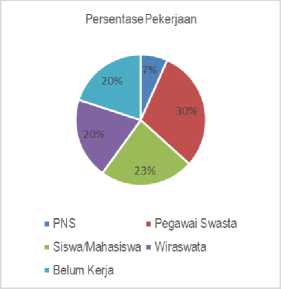 Persentase Pekerjaan
7%
20%
30%
20%
23%
PNS Pegawai Swasta
Siswa/Mahasiswa Wiraswata
Belum Kerja